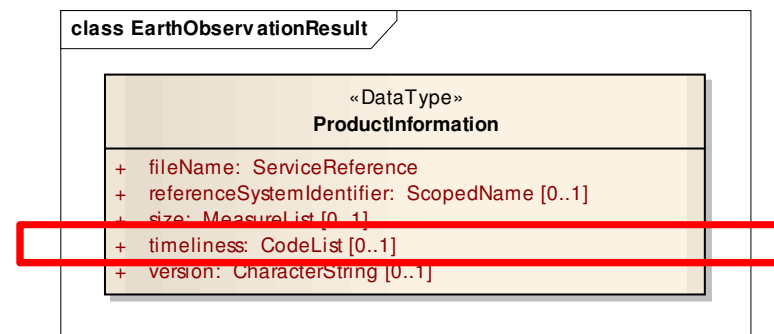 class EarthObservationResult
«DataType»
ProductInformation
+ fileName: ServiceReference
+ referenceSystemIdentifier: ScopedName [0..1]
+ size: MeasureList [0..1]
+ timeliness: CodeList [0..1]
+ version: CharacterString [0..1]